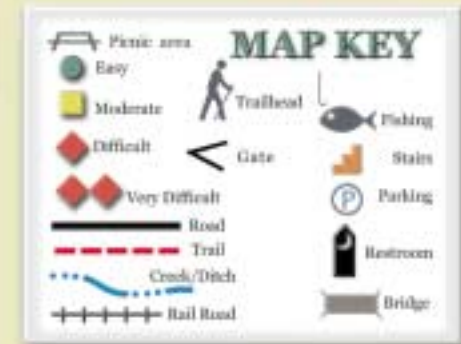 MAP KEY
Picnic area
Easy
Moderate
Difficult
Very Difficult
Road
Trail
Creek/Ditch
Rail Road
Trailhead
Gate
Fishing
Stairs
P
Parking
Restroom
Bridge